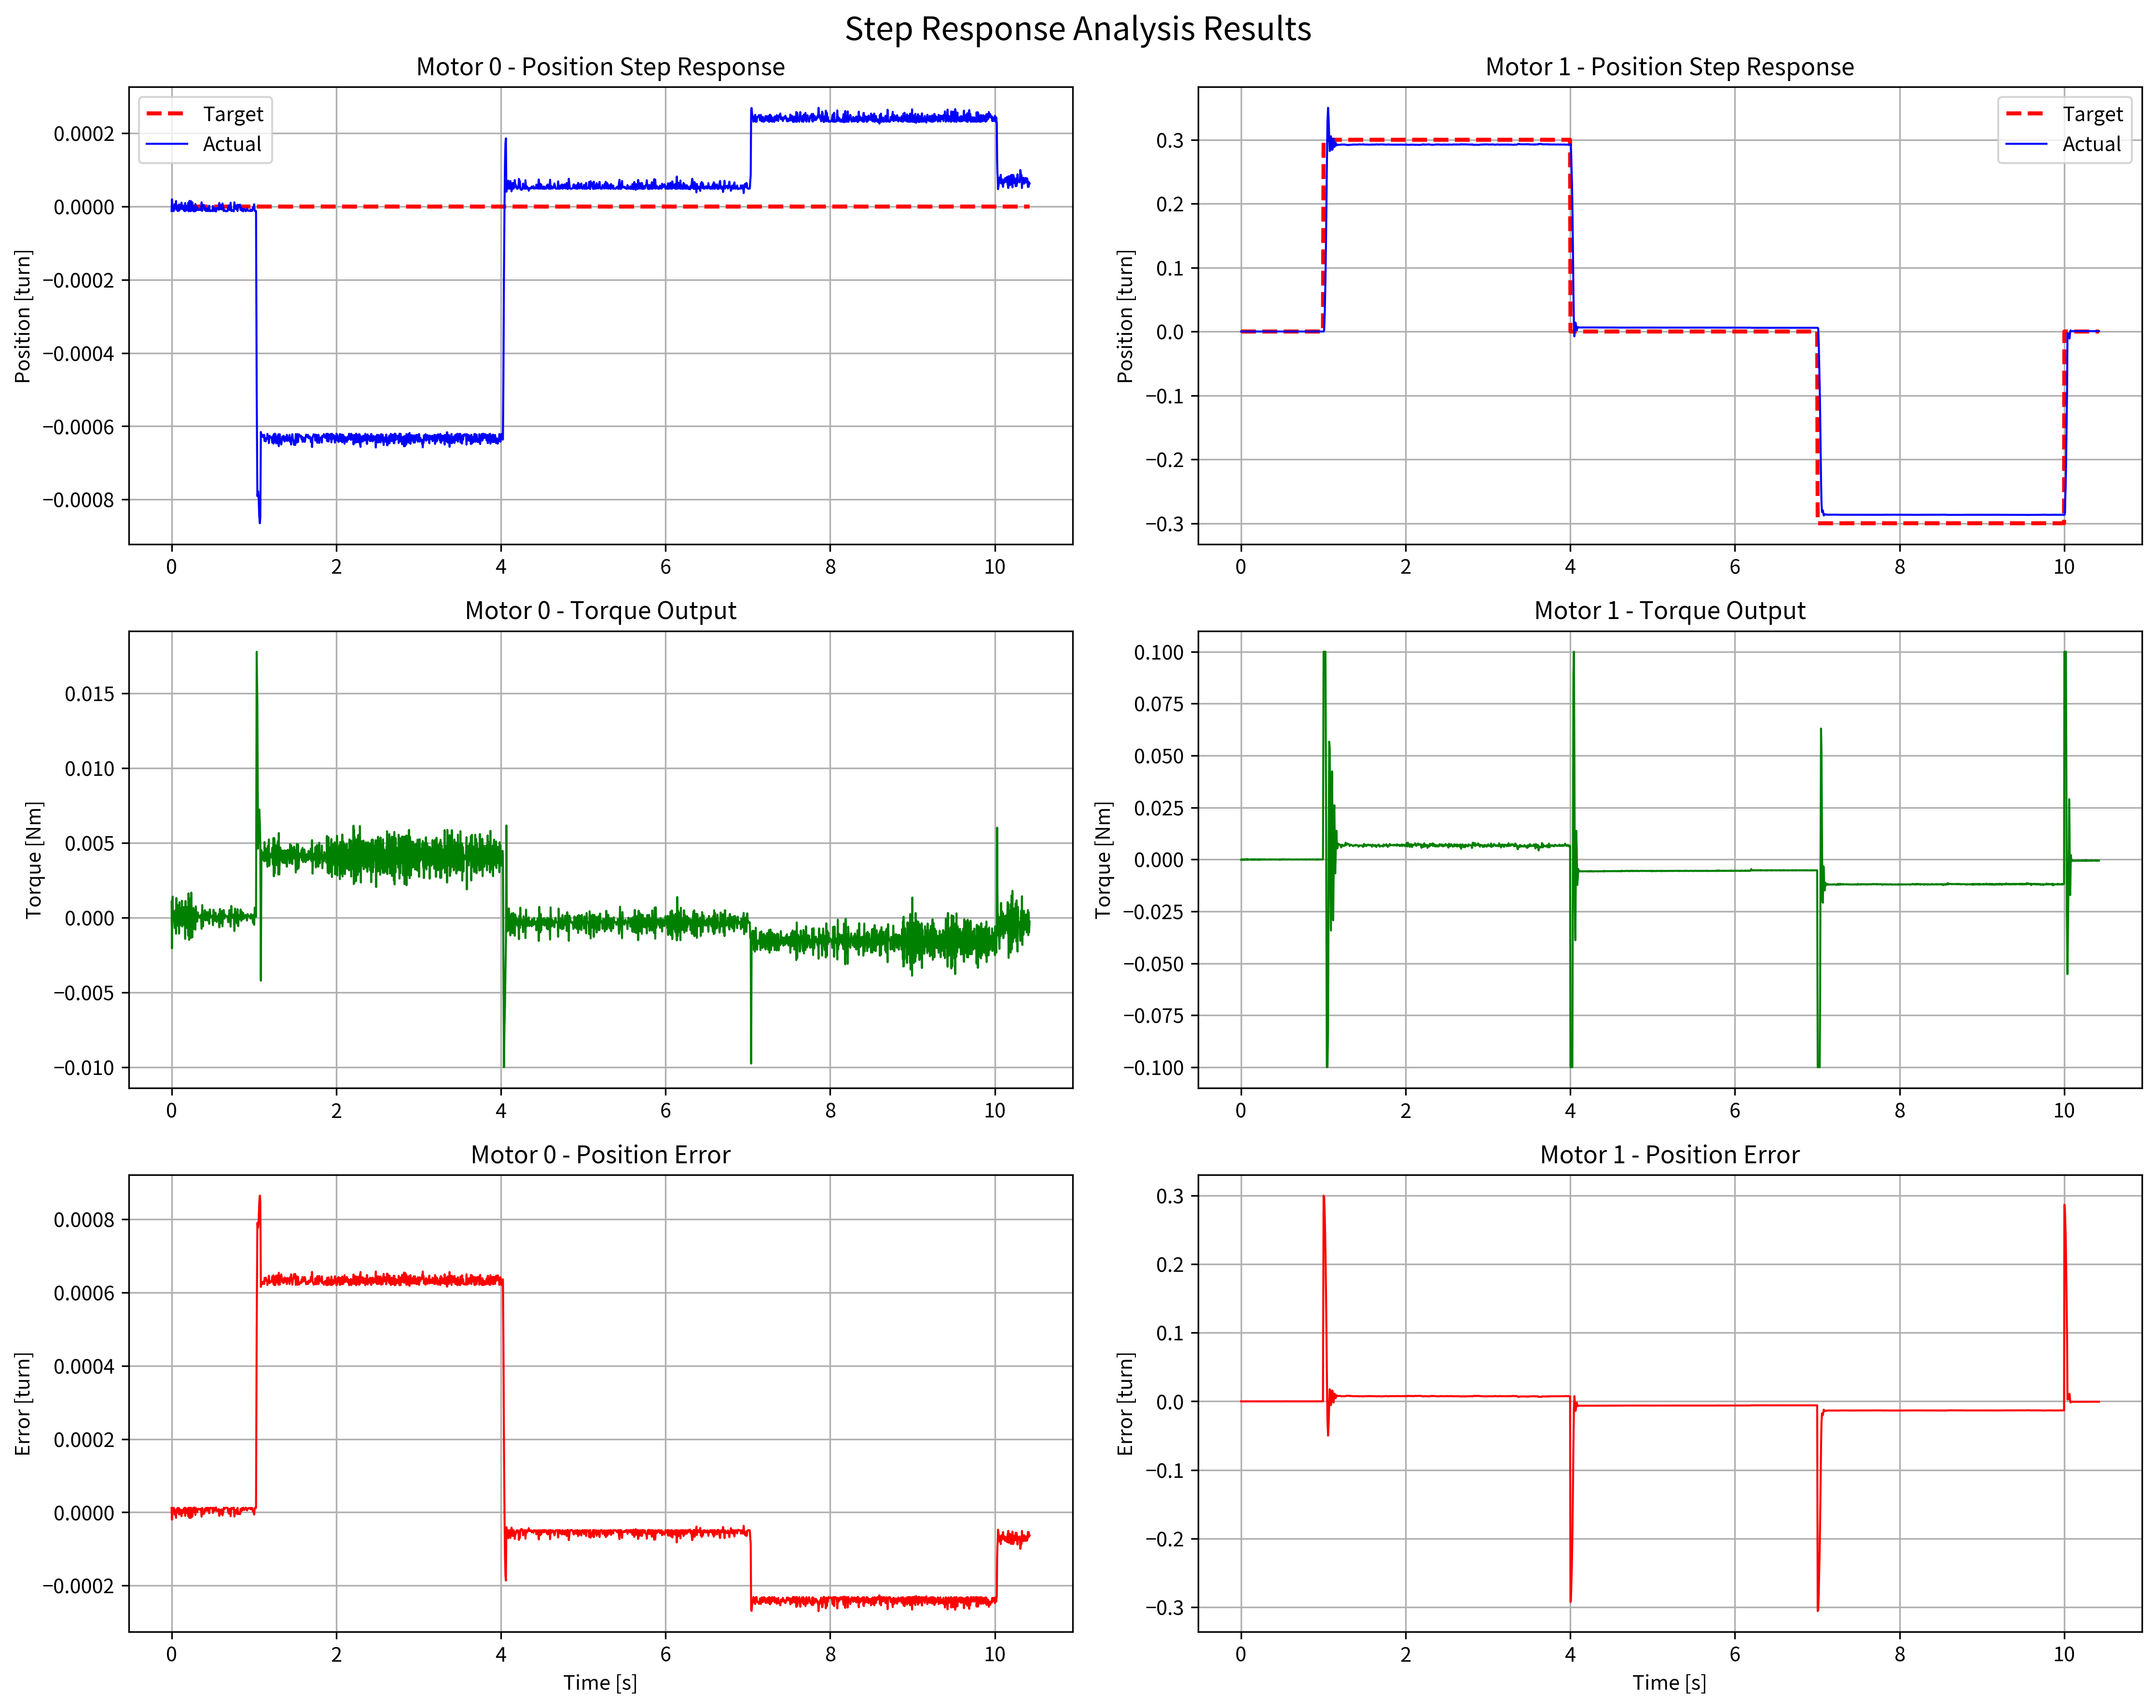 Step Response Analysis Results
Motor 0 - Position Step Response
Target
Actual
Position [turn]
0.0002
0.0000
−0.0002
−0.0004
−0.0006
−0.0008
0 2 4 6 8 10
Motor 1 - Position Step Response
Target
Actual
Position [turn]
0.3
0.2
0.1
0.0
−0.1
−0.2
−0.3
0 2 4 6 8 10
Motor 0 - Torque Output
Torque [Nm]
0.015
0.010
0.005
0.000
−0.005
−0.010
0 2 4 6 8 10
Motor 1 - Torque Output
Torque [Nm]
0.100
0.075
0.050
0.025
0.000
−0.025
−0.050
−0.075
−0.100
0 2 4 6 8 10
Motor 0 - Position Error
Error [turn]
0.0008
0.0006
0.0004
0.0002
0.0000
−0.0002
0 2 4 6 8 10
Time [s]
Motor 1 - Position Error
Error [turn]
0.3
0.2
0.1
0.0
−0.1
−0.2
−0.3
0 2 4 6 8 10
Time [s]